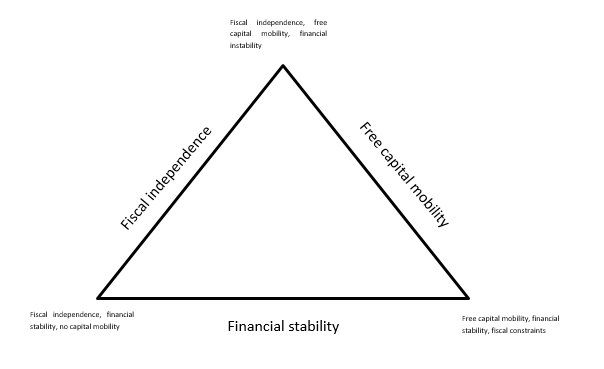 Fiscal independence, free
capital mobility, financial
instability
Fiscal independence
Free capital mobility
Fiscal independence, financial
stability, no capital mobility
Financial stability
Free capital mobility, financial
stability, fiscal constraints